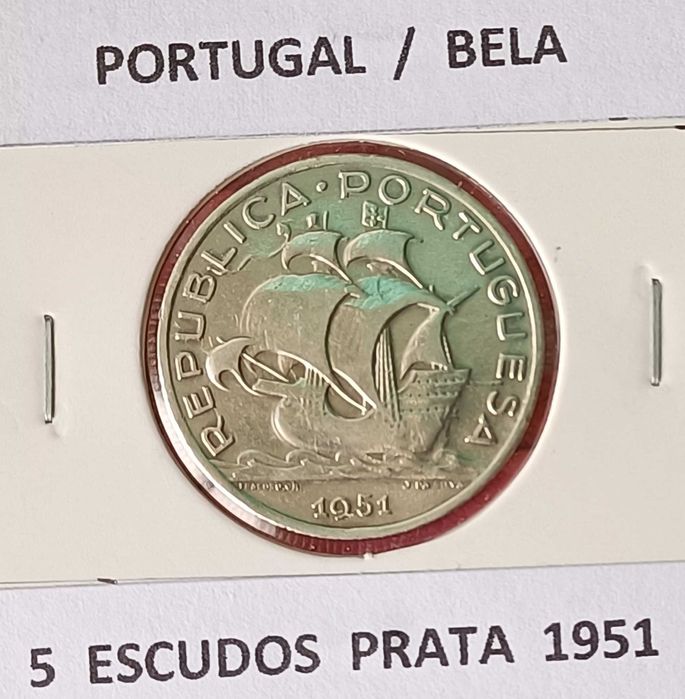 PORTUGAL / BELA
REPUBLICA · PORTUGUESA
1951
5 ESCUDOS PRATA 1951